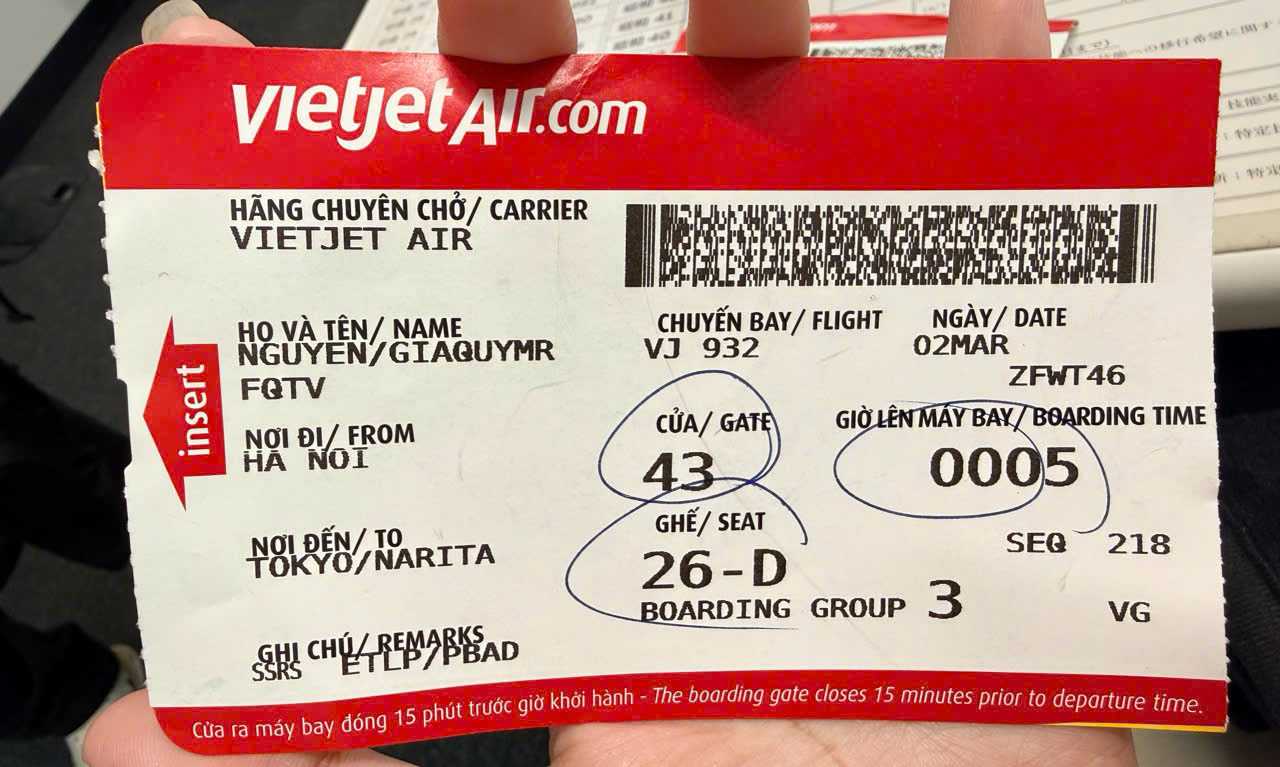 vietjetAir.com
HÃNG CHUYÊN CHỞ/ CARRIER
VIETJET AIR
HỌ VÀ TÊN/ NAME
NGUYEN/GIAQUYMR
FQTV
CHUYẾN BAY/ FLIGHT
VJ 932
NGÀY/ DATE
02MAR
ZFWT46
insert
NƠI ĐI/ FROM
HA NOI
CỬA/ GATE
43
GIỜ LÊN MÁY BAY/ BOARDING TIME
0005
NƠI ĐẾN/ TO
TOKYO/NARITA
GHẾ/ SEAT
26-D
SEQ 218
BOARDING GROUP 3
VG
GHI CHÚ/ REMARKS
SSRS ETLP/PBAD
Cửa ra máy bay đóng 15 phút trước giờ khởi hành - The boarding gate closes 15 minutes prior to departure time.